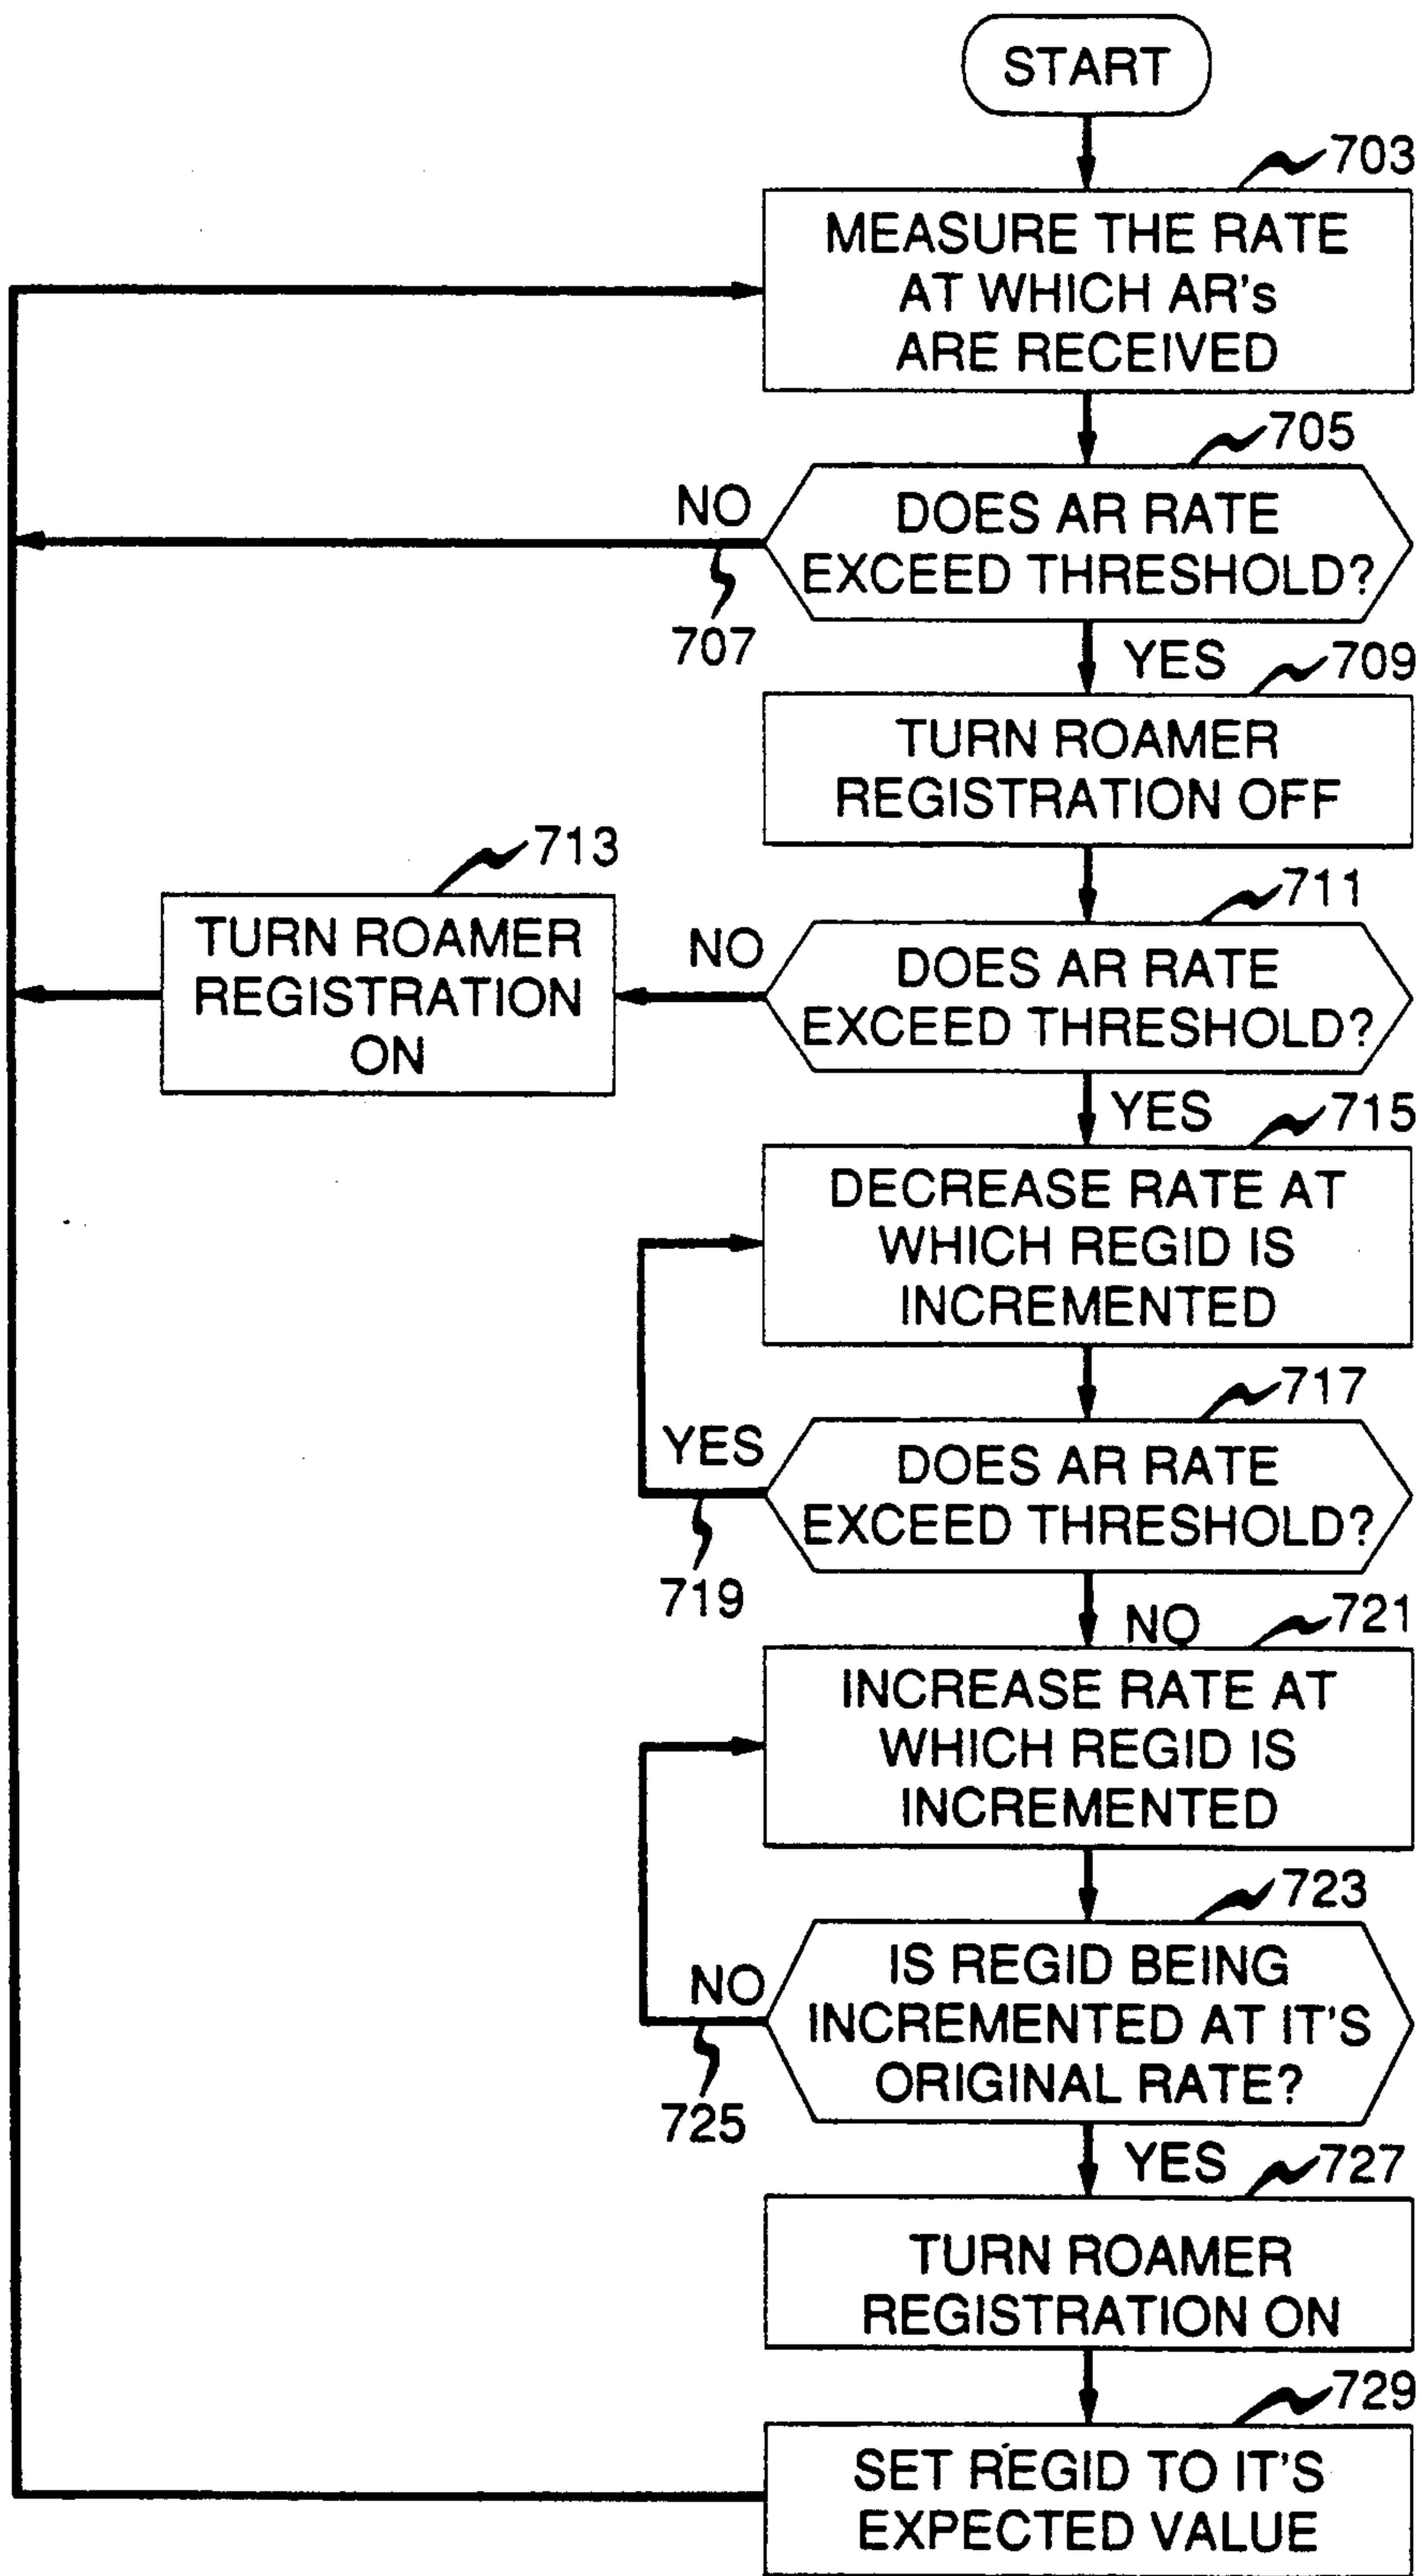 START
703
MEASURE THE RATE
AT WHICH AR's
ARE RECEIVED
705
NO
DOES AR RATE
EXCEED THRESHOLD?
707
YES
709
TURN ROAMER
REGISTRATION OFF
713
711
TURN ROAMER
REGISTRATION
ON
NO
DOES AR RATE
EXCEED THRESHOLD?
YES
715
DECREASE RATE AT
WHICH REGID IS
INCREMENTED
717
YES
DOES AR RATE
EXCEED THRESHOLD?
719
NO
721
INCREASE RATE AT
WHICH REGID IS
INCREMENTED
723
NO
IS REGID BEING
INCREMENTED AT IT'S
ORIGINAL RATE?
725
YES
727
TURN ROAMER
REGISTRATION ON
729
SET REGID TO IT'S
EXPECTED VALUE